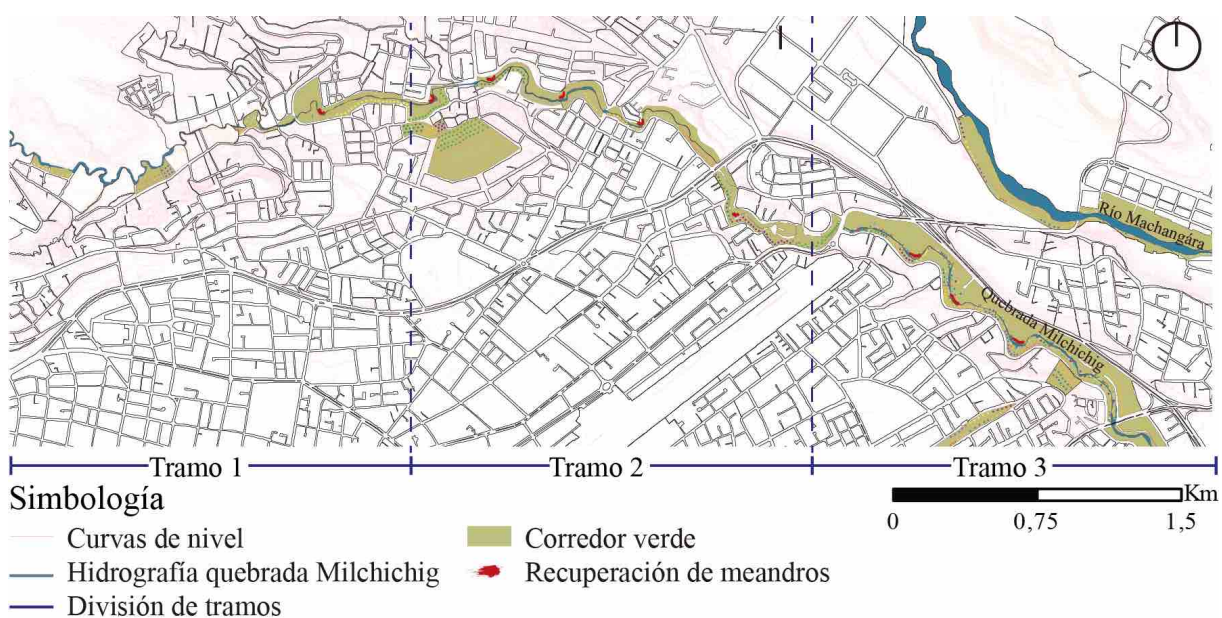 Río Machangára
Quebrada Milchichig
Tramo 1
Tramo 2
Tramo 3
Simbología
Km
0 0,75 1,5
Curvas de nivel
Hidrografía quebrada Milchichig
División de tramos
Corredor verde
Recuperación de meandros